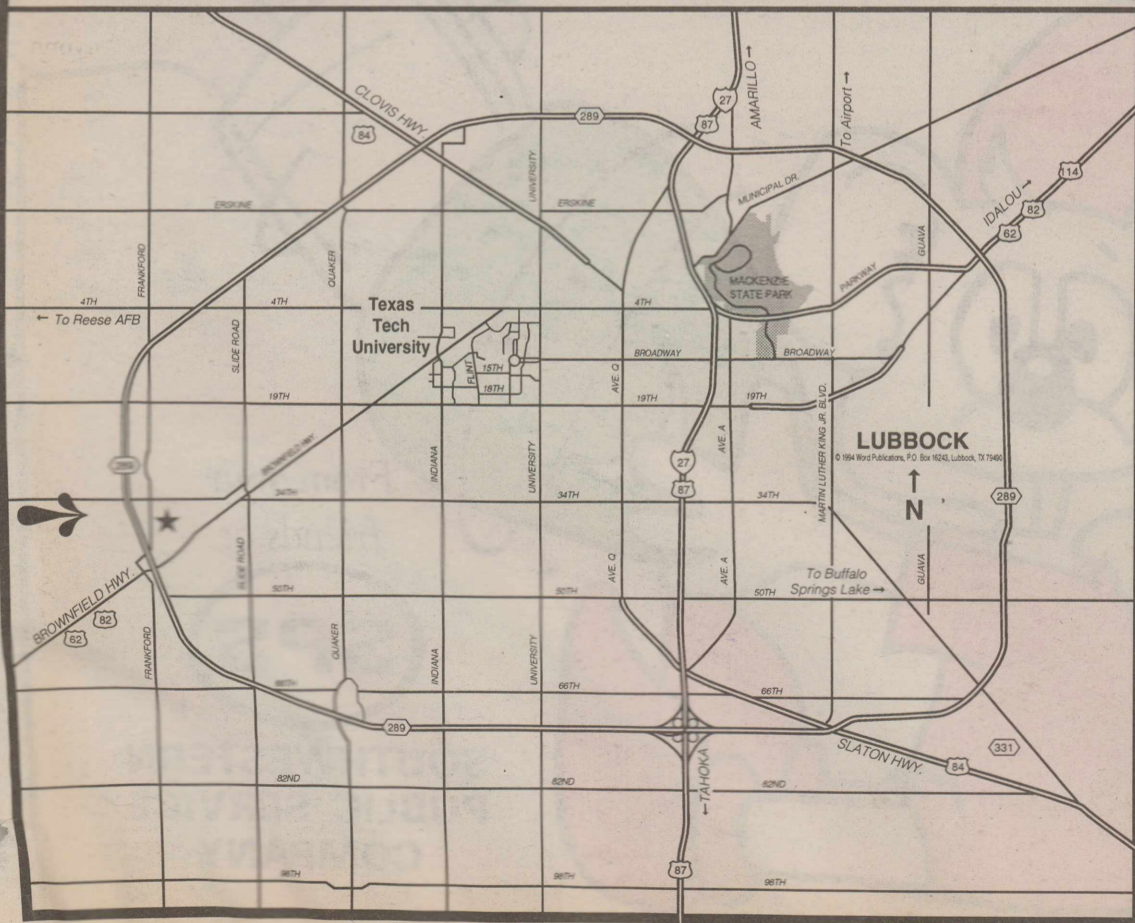 CLOVIS HWY.
84
289
27
87
AMARILLO →
To Airport →
114
IDALOU →
82
62
ERSKINE
UNIVERSITY
ERSKINE
MUNICIPAL DR.
FRANKFORD
QUAKER
GUAVA
MACKENZIE
STATE PARK
PARKWAY
4TH
← To Reese AFB
4TH
Texas
Tech
University
4TH
SLIDE ROAD
FLINT
15TH
18TH
BROADWAY
BROADWAY
AVE. Q
19TH
19TH
19TH
BROWNFIELD HWY.
INDIANA
UNIVERSITY
AVE. A
MARTIN LUTHER KING JR. BLVD.
LUBBOCK
© 1994 Word Publications, P.O. Box 16243, Lubbock, TX 79490
289
27
87
↑
N
289
34TH
34TH
34TH
SLIDE ROAD
AVE. Q
AVE. A
GUAVA
To Buffalo
Springs Lake →
50TH
50TH
50TH
BROWNFIELD HWY.
82
62
FRANKFORD
QUAKER
INDIANA
UNIVERSITY
66TH
66TH
66TH
289
SLATON HWY.
331
84
← TAHOKA
82ND
82ND
82ND
87
98TH
98TH
98TH